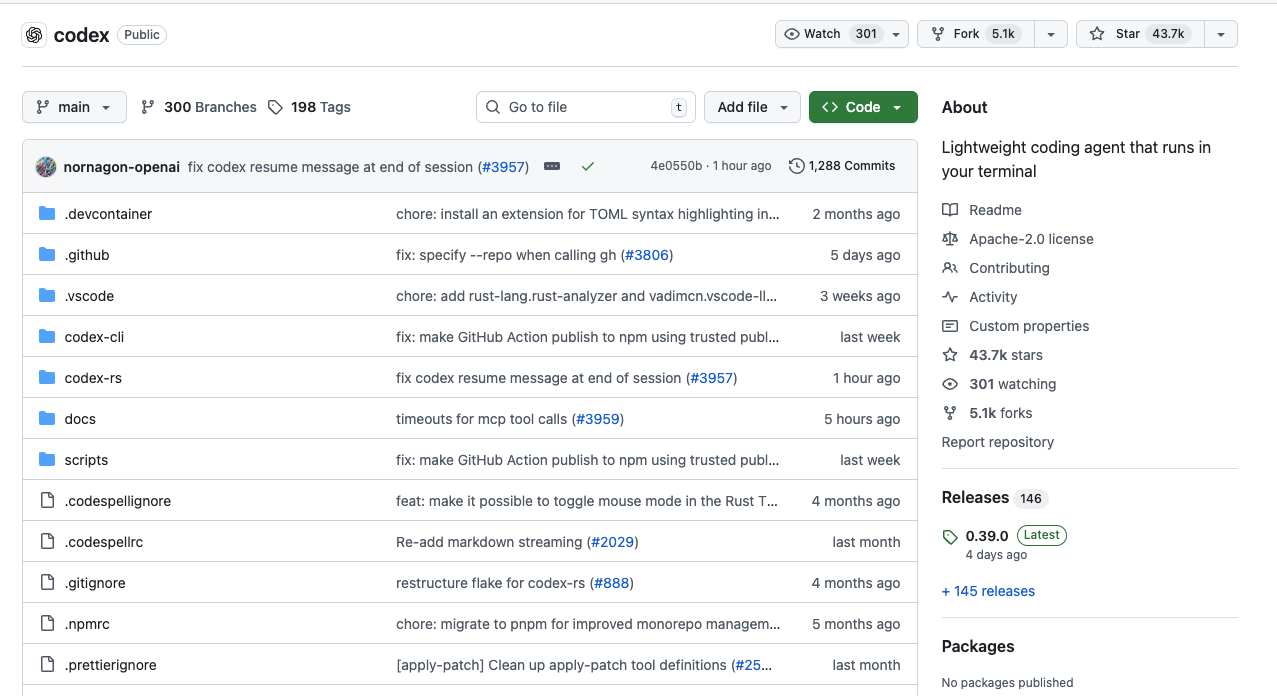 codex Public Watch 301 Fork 5.1k Star 43.7k
main 300 Branches 198 Tags Go to file t Add file <> Code
nornagon-openai fix codex resume message at end of session (#3957) 4e0550b · 1 hour ago 1,288 Commits
.devcontainer chore: install an extension for TOML syntax highlighting in... 2 months ago
.github fix: specify --repo when calling gh (#3806) 5 days ago
.vscode chore: add rust-lang.rust-analyzer and vadimcn.vscode-ll... 3 weeks ago
codex-cli fix: make GitHub Action publish to npm using trusted publ... last week
codex-rs fix codex resume message at end of session (#3957) 1 hour ago
docs timeouts for mcp tool calls (#3959) 5 hours ago
scripts fix: make GitHub Action publish to npm using trusted publ... last week
.codespellignore feat: make it possible to toggle mouse mode in the Rust T... 4 months ago
.codespellrc Re-add markdown streaming (#2029) last month
.gitignore restructure flake for codex-rs (#888) 4 months ago
.npmrc chore: migrate to pnpm for improved monorepo managem... 5 months ago
.prettierignore [apply-patch] Clean up apply-patch tool definitions (#25... last month
About
Lightweight coding agent that runs in
your terminal
Readme
Apache-2.0 license
Contributing
Activity
Custom properties
43.7k stars
301 watching
5.1k forks
Report repository
Releases 146
0.39.0 Latest
4 days ago
+ 145 releases
Packages
No packages published